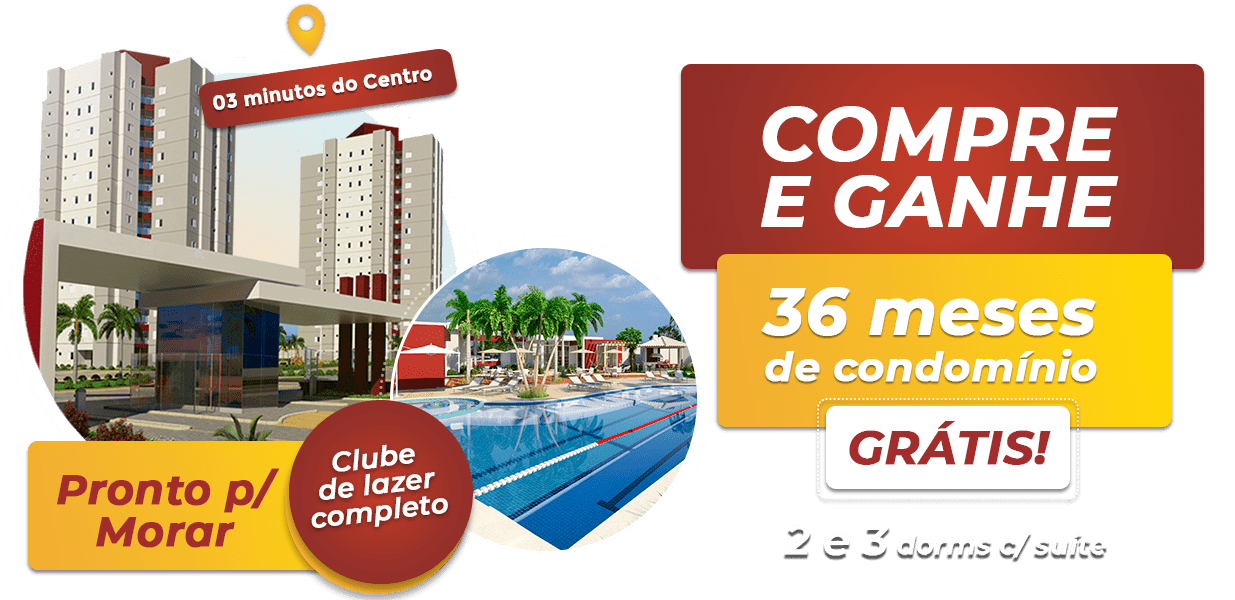 03 minutos do Centro
COMPRE
E GANHE
36 meses
de condomínio
GRÁTIS!
2 e 3 dorms c/ suíte
Clube
de lazer
completo
Pronto p/
Morar